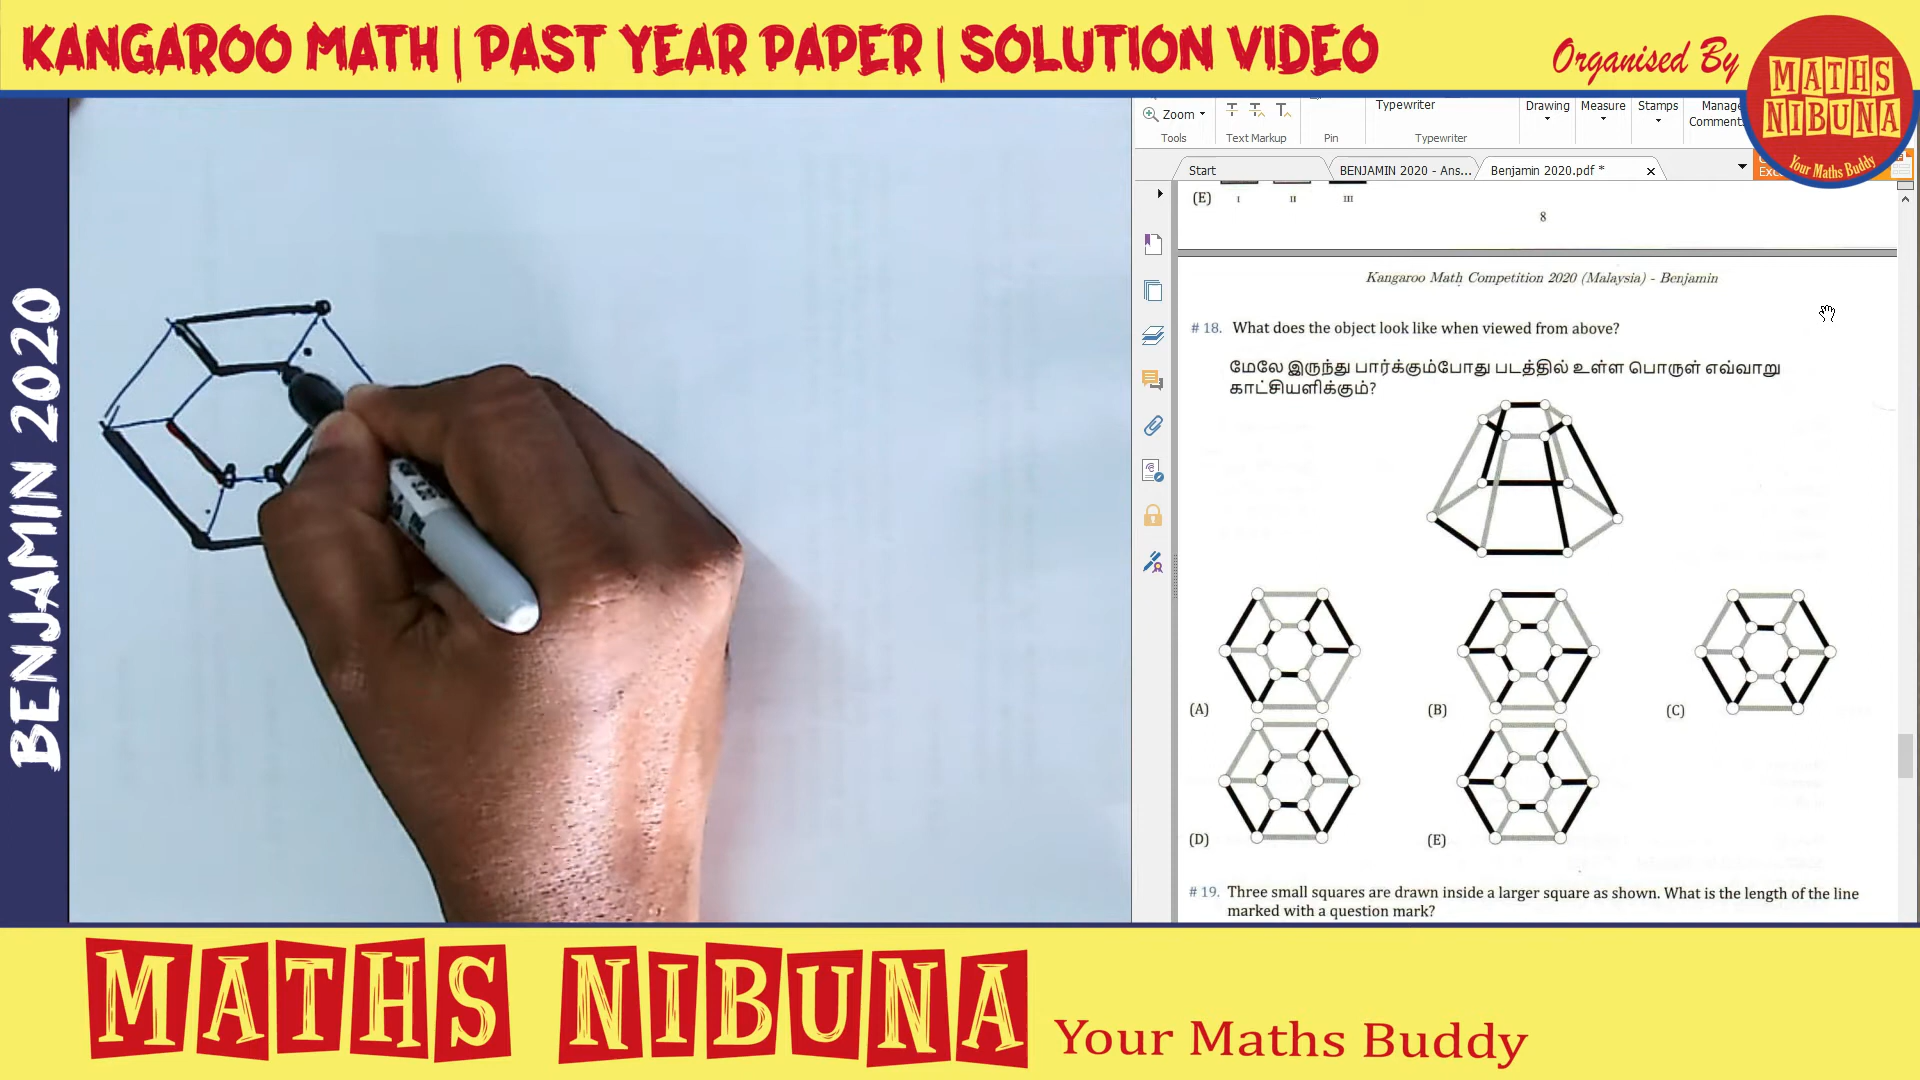 KANGAROO MATH | PAST YEAR PAPER | SOLUTION VIDEO
Organised By
MATHS
NIBUNA
Your Maths Buddy
BENJAMIN 2020
Zoom
Tools
Text Markup
Pin
Typewriter
Typewriter
Drawing
Measure
Stamps
Manage
Comment
Start
BENJAMIN 2020 - Ans...
Benjamin 2020.pdf *
(E) I II III
8
Kangaroo Math Competition 2020 (Malaysia) - Benjamin
# 18. What does the object look like when viewed from above?
மேலே இருந்து பார்க்கும்போது படத்தில் உள்ள பொருள் எவ்வாறு
காட்சியளிக்கும்?
(A) (B) (C)
(D) (E)
# 19. Three small squares are drawn inside a larger square as shown. What is the length of the line
marked with a question mark?
MATHS NIBUNA
Your Maths Buddy